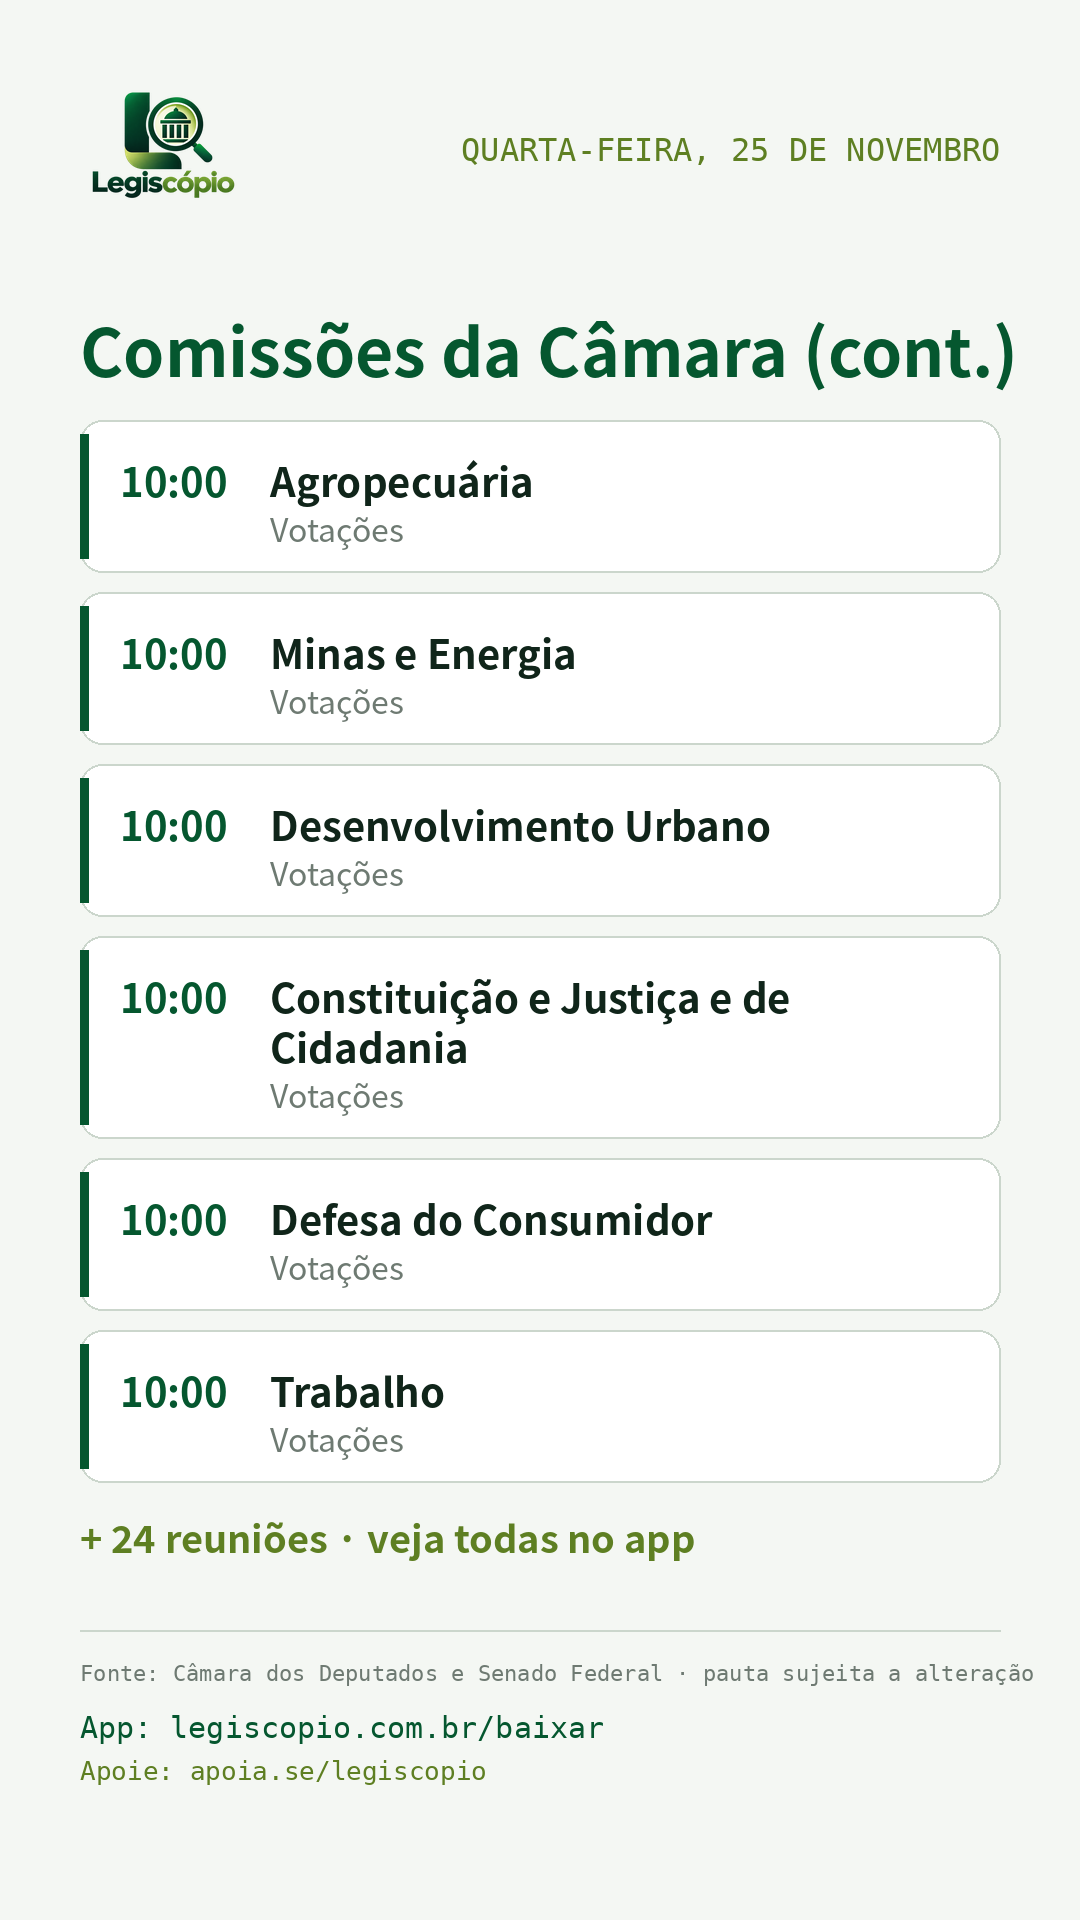 Legiscópio
QUARTA-FEIRA, 25 DE NOVEMBRO
Comissões da Câmara (cont.)
10:00 Agropecuária
Votações
10:00 Minas e Energia
Votações
10:00 Desenvolvimento Urbano
Votações
10:00 Constituição e Justiça e de
Cidadania
Votações
10:00 Defesa do Consumidor
Votações
10:00 Trabalho
Votações
+ 24 reuniões · veja todas no app
Fonte: Câmara dos Deputados e Senado Federal · pauta sujeita a alteração
App: legiscopio.com.br/baixar
Apoie: apoia.se/legiscopio